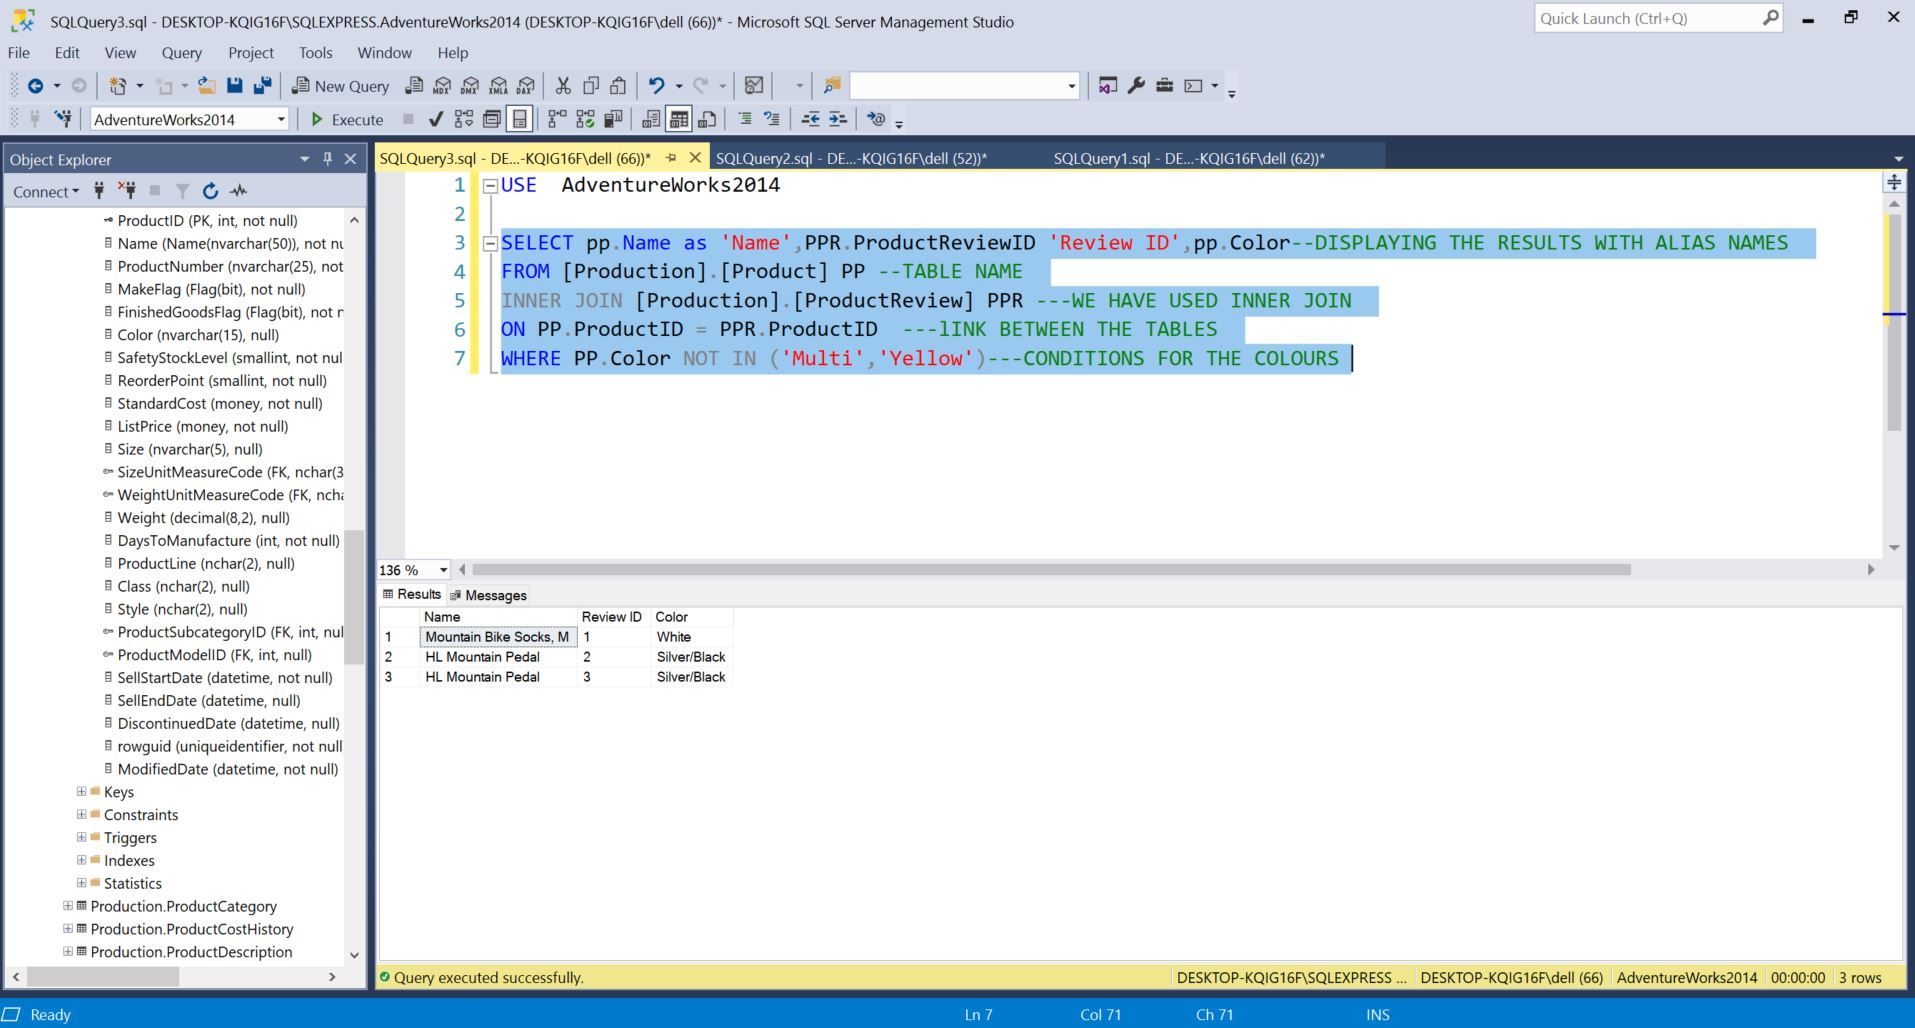 SQLQuery3.sql - DESKTOP-KQIG16F\SQLEXPRESS.AdventureWorks2014 (DESKTOP-KQIG16F\dell (66))* - Microsoft SQL Server Management Studio
Quick Launch (Ctrl+Q)
File Edit View Query Project Tools Window Help
New Query MDX DMX XMLA DAX
AdventureWorks2014 Execute
Object Explorer
SQLQuery3.sql - DE...-KQIG16F\dell (66))* SQLQuery2.sql - DE...-KQIG16F\dell (52))* SQLQuery1.sql - DE...-KQIG16F\dell (62))*
Connect
ProductID (PK, int, not null)
Name (Name(nvarchar(50)), not nu
ProductNumber (nvarchar(25), not
MakeFlag (Flag(bit), not null)
FinishedGoodsFlag (Flag(bit), not n
Color (nvarchar(15), null)
SafetyStockLevel (smallint, not nul
ReorderPoint (smallint, not null)
StandardCost (money, not null)
ListPrice (money, not null)
Size (nvarchar(5), null)
SizeUnitMeasureCode (FK, nchar(3
WeightUnitMeasureCode (FK, ncha
Weight (decimal(8,2), null)
DaysToManufacture (int, not null)
ProductLine (nchar(2), null)
Class (nchar(2), null)
Style (nchar(2), null)
ProductSubcategoryID (FK, int, nul
ProductModelID (FK, int, null)
SellStartDate (datetime, not null)
SellEndDate (datetime, null)
DiscontinuedDate (datetime, null)
rowguid (uniqueidentifier, not null
ModifiedDate (datetime, not null)
Keys
Constraints
Triggers
Indexes
Statistics
Production.ProductCategory
Production.ProductCostHistory
Production.ProductDescription
1 USE AdventureWorks2014
2
3 SELECT pp.Name as 'Name',PPR.ProductReviewID 'Review ID',pp.Color--DISPLAYING THE RESULTS WITH ALIAS NAMES
4 FROM [Production].[Product] PP --TABLE NAME
5 INNER JOIN [Production].[ProductReview] PPR ---WE HAVE USED INNER JOIN
6 ON PP.ProductID = PPR.ProductID ---lINK BETWEEN THE TABLES
7 WHERE PP.Color NOT IN ('Multi','Yellow')---CONDITIONS FOR THE COLOURS
136 %
Results Messages
Name Review ID Color
1 Mountain Bike Socks, M 1 White
2 HL Mountain Pedal 2 Silver/Black
3 HL Mountain Pedal 3 Silver/Black
Query executed successfully. DESKTOP-KQIG16F\SQLEXPRESS ... DESKTOP-KQIG16F\dell (66) AdventureWorks2014 00:00:00 3 rows
Ready Ln 7 Col 71 Ch 71 INS